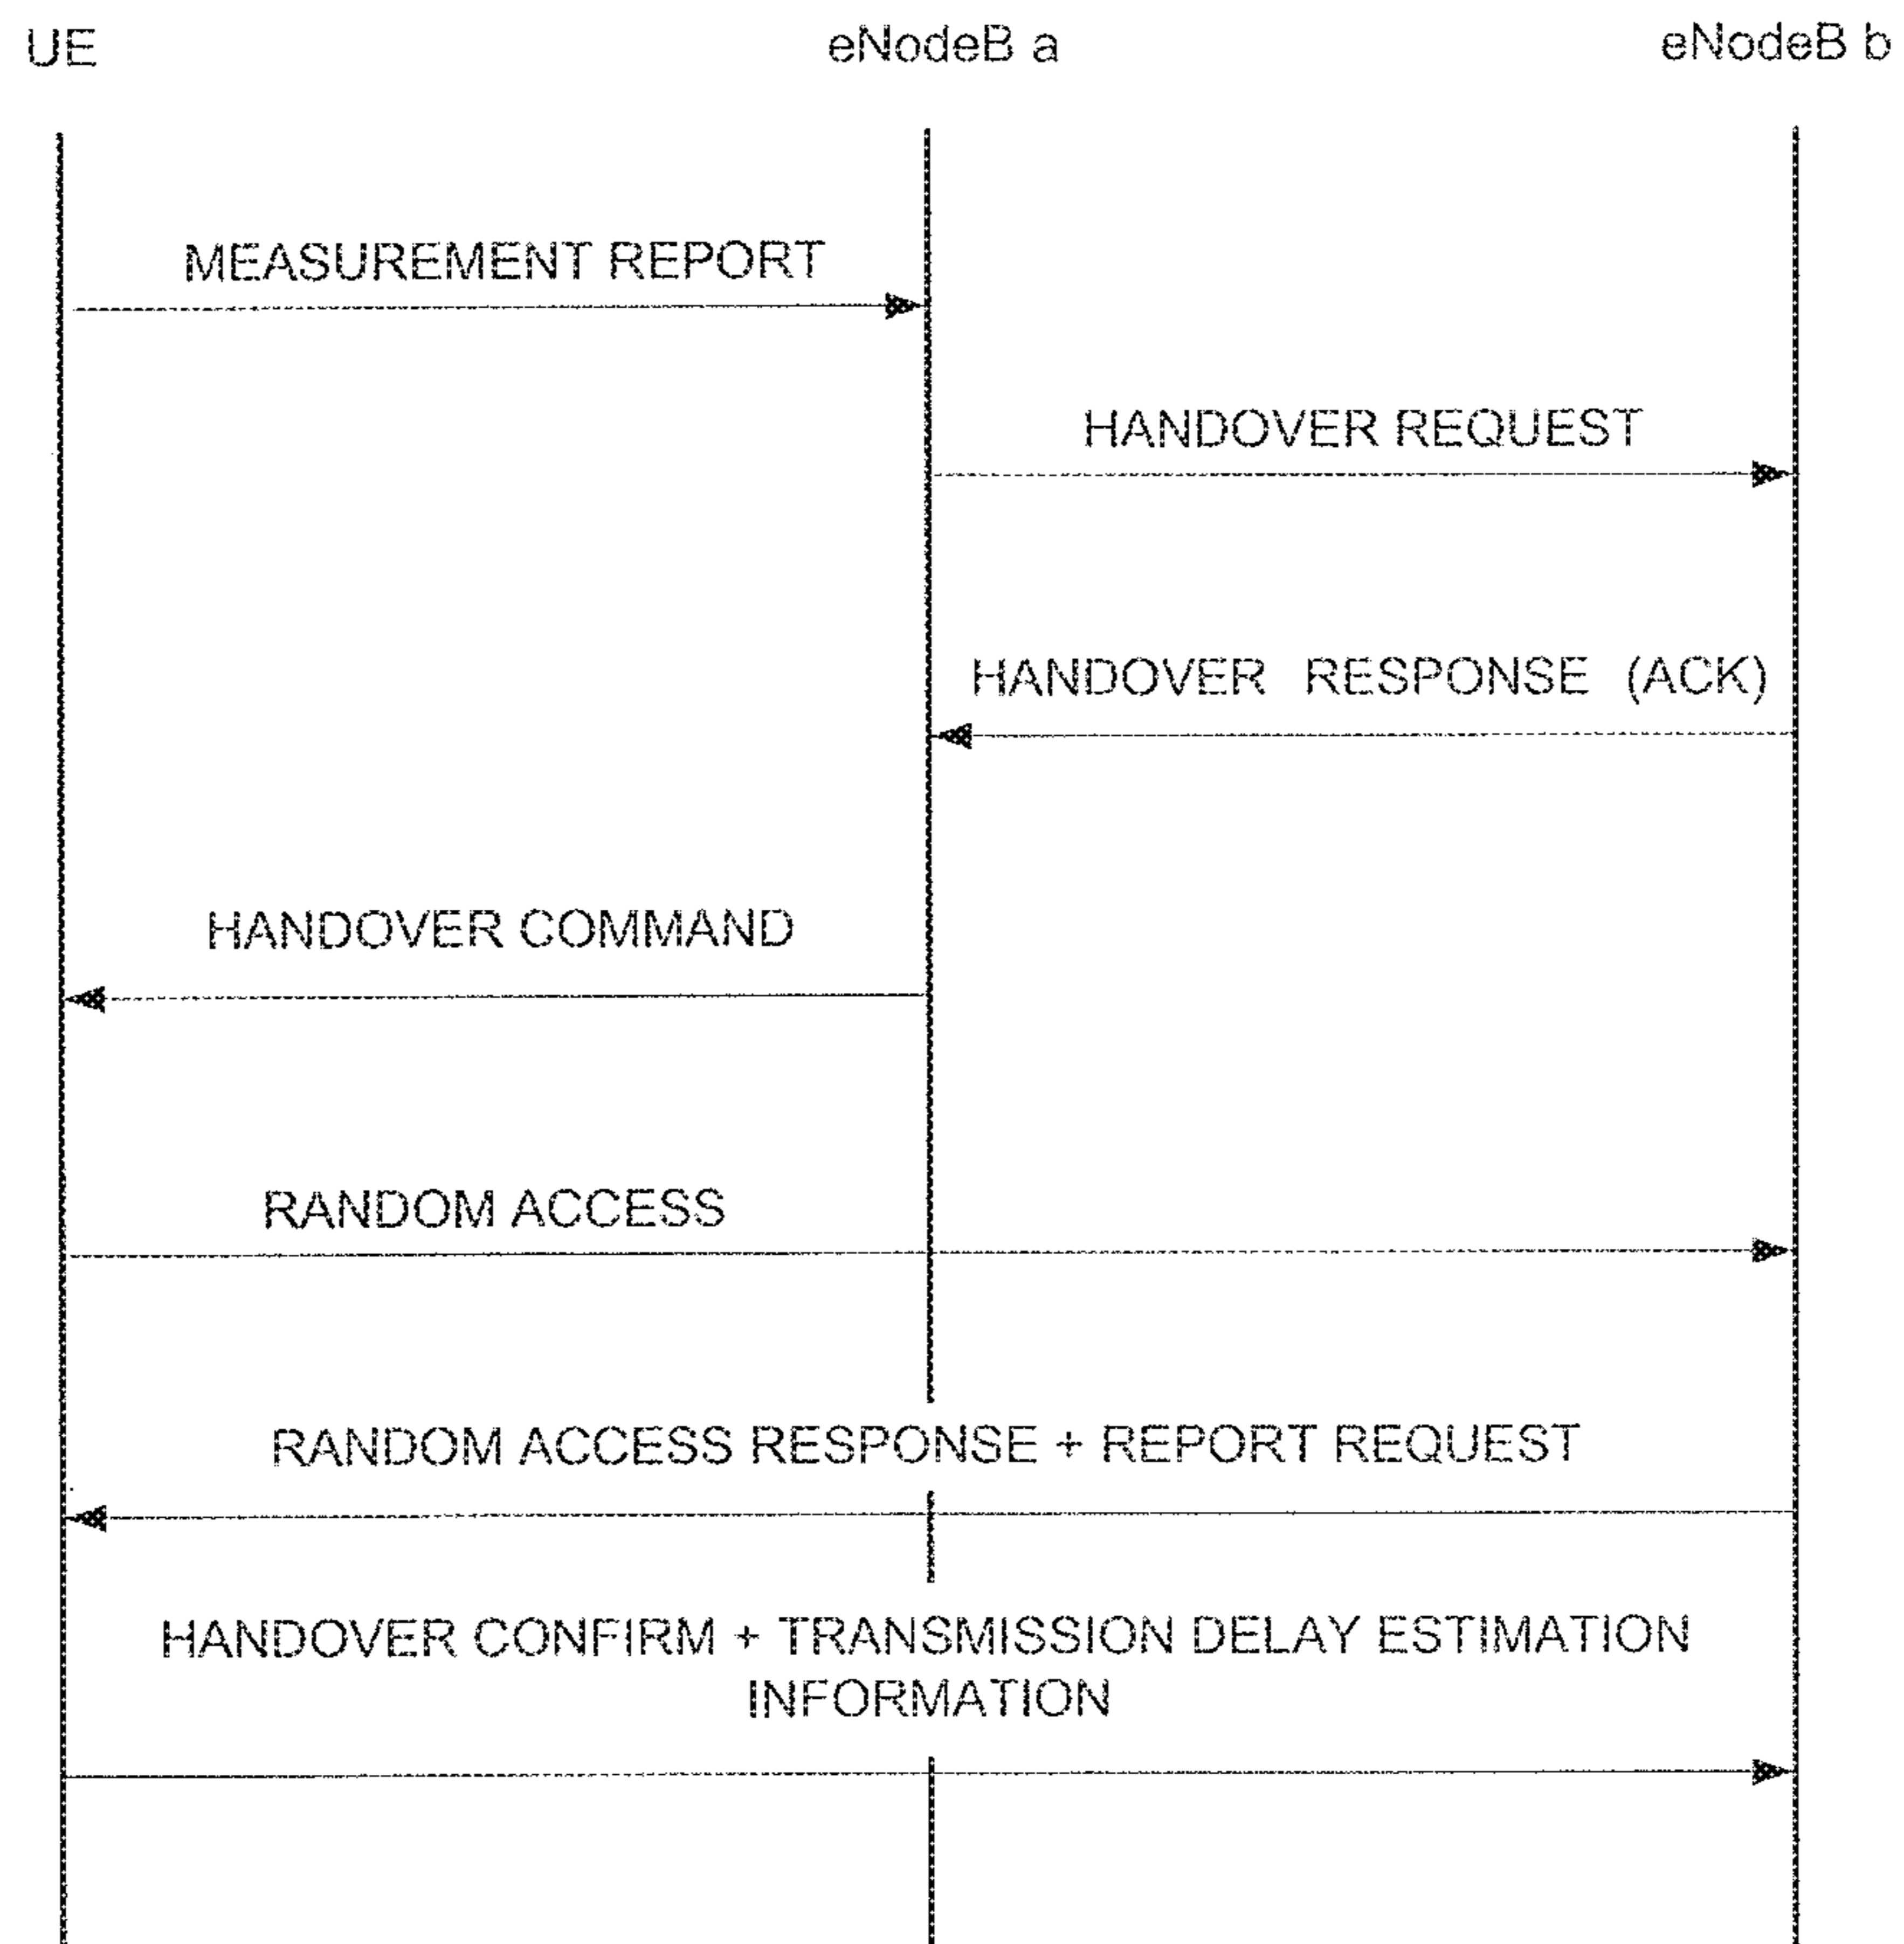 UE
eNodeB a
eNodeB b
MEASUREMENT REPORT
HANDOVER REQUEST
HANDOVER RESPONSE (ACK)
HANDOVER COMMAND
RANDOM ACCESS
RANDOM ACCESS RESPONSE + REPORT REQUEST
HANDOVER CONFIRM + TRANSMISSION DELAY ESTIMATION
INFORMATION